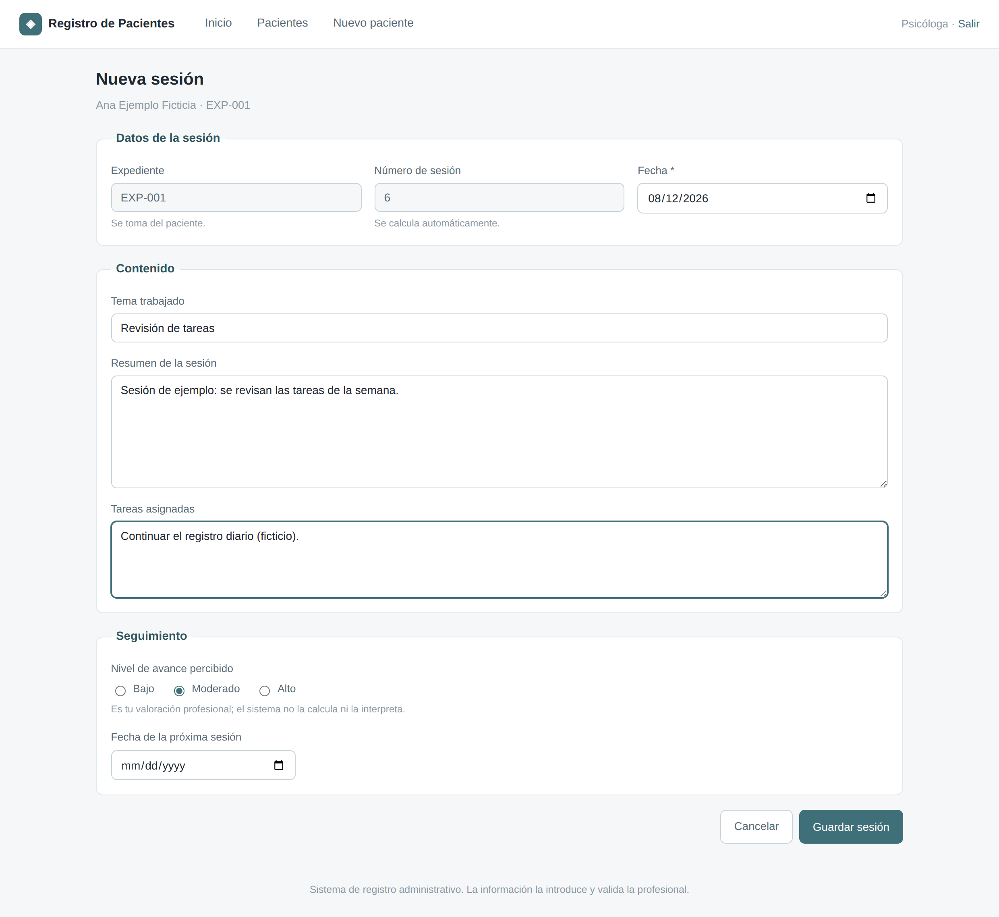 Registro de Pacientes Inicio Pacientes Nuevo paciente Psicóloga · Salir
Nueva sesión
Ana Ejemplo Ficticia · EXP-001
Datos de la sesión
Expediente Número de sesión Fecha *
EXP-001 6 08/12/2026
Se toma del paciente. Se calcula automáticamente.
Contenido
Tema trabajado
Revisión de tareas
Resumen de la sesión
Sesión de ejemplo: se revisan las tareas de la semana.
Tareas asignadas
Continuar el registro diario (ficticio).
Seguimiento
Nivel de avance percibido
Bajo Moderado Alto
Es tu valoración profesional; el sistema no la calcula ni la interpreta.
Fecha de la próxima sesión
mm/dd/yyyy
Cancelar Guardar sesión
Sistema de registro administrativo. La información la introduce y valida la profesional.